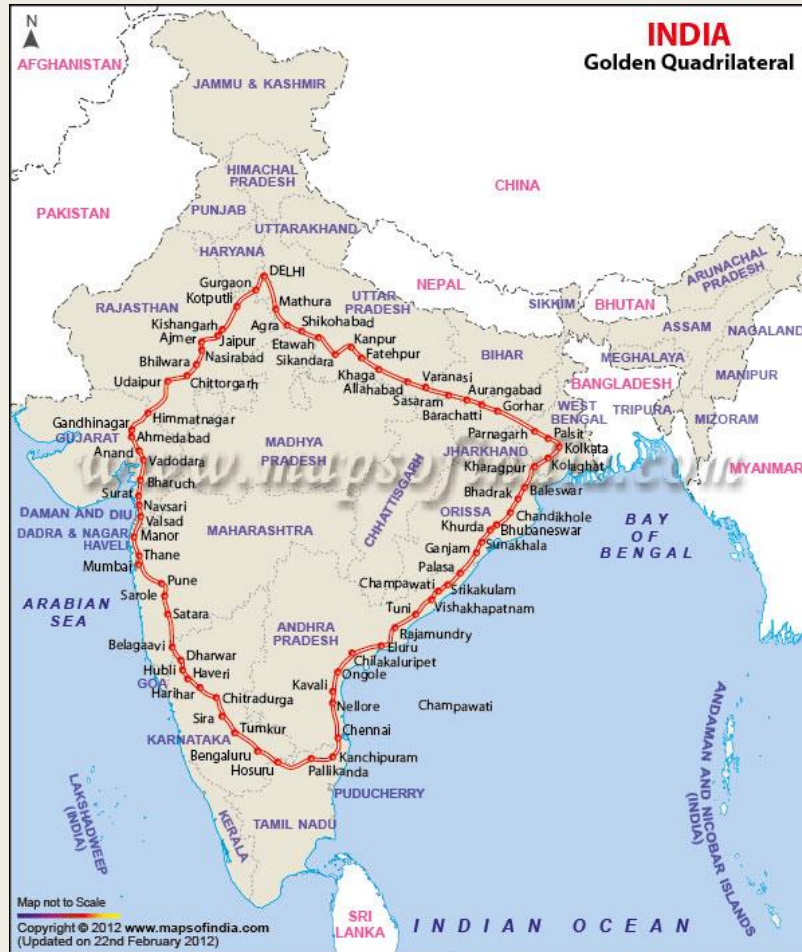 N
INDIA
Golden Quadrilateral
AFGHANISTAN
JAMMU & KASHMIR
HIMACHAL
PRADESH
CHINA
PAKISTAN
PUNJAB
UTTARAKHAND
HARYANA
DELHI
Gurgaon
Kotputli
NEPAL
ARUNACHAL
PRADESH
RAJASTHAN
Mathura
UTTAR
PRADESH
SIKKIM
BHUTAN
Kishangarh
Agra
Shikohabad
ASSAM
NAGALAND
Ajmer
Jaipur
Etawah
Kanpur
Nasirabad
Sikandara
Fatehpur
BIHAR
MEGHALAYA
Bhilwara
Khaga
Varanasi
MANIPUR
Udaipur
Chittorgarh
Allahabad
Aurangabad
BANGLADESH
Sasaram
Gorhar
WEST
BENGAL
TRIPURA
Barachatti
MIZORAM
Gandhinagar
Himmatnagar
GUJARAT
Ahmedabad
MADHYA
PRADESH
Parnagarh
Palsit
Anand
JHARKHAND
Kolkata
Vadodara
Kharagpur
Kolaghat
MYANMAR
www.mapsofindia.com
Bharuch
CHHATTISGARH
Bhadrak
Baleswar
Surat
Navsari
ORISSA
Chandikhole
DAMAN AND DIU
Valsad
MAHARASHTRA
Khurda
Bhubaneswar
BAY
OF
BENGAL
DADRA & NAGAR
HAVELI
Manor
Ganjam
Sunakhala
Thane
Palasa
Mumbai
Pune
Champawati
Srikakulam
ARABIAN
SEA
Sarole
Tuni
Vishakhapatnam
Satara
ANDHRA
PRADESH
Rajamundry
Belagaavi
Eluru
Dharwar
Chilakaluripet
Hubli
Haveri
Ongole
GOA
Harihar
Chitradurga
Kavali
Nellore
Champawati
Sira
Tumkur
Chennai
KARNATAKA
Bengaluru
Kanchipuram
Hosuru
Pallikanda
PUDUCHERRY
LAKSHADWEEP
(INDIA)
KERALA
TAMIL NADU
ANDAMAN AND NICOBAR ISLANDS
(INDIA)
Map not to Scale
SRI
LANKA
INDIAN OCEAN
Copyright © 2012 www.mapsofindia.com
(Updated on 22nd February 2012)